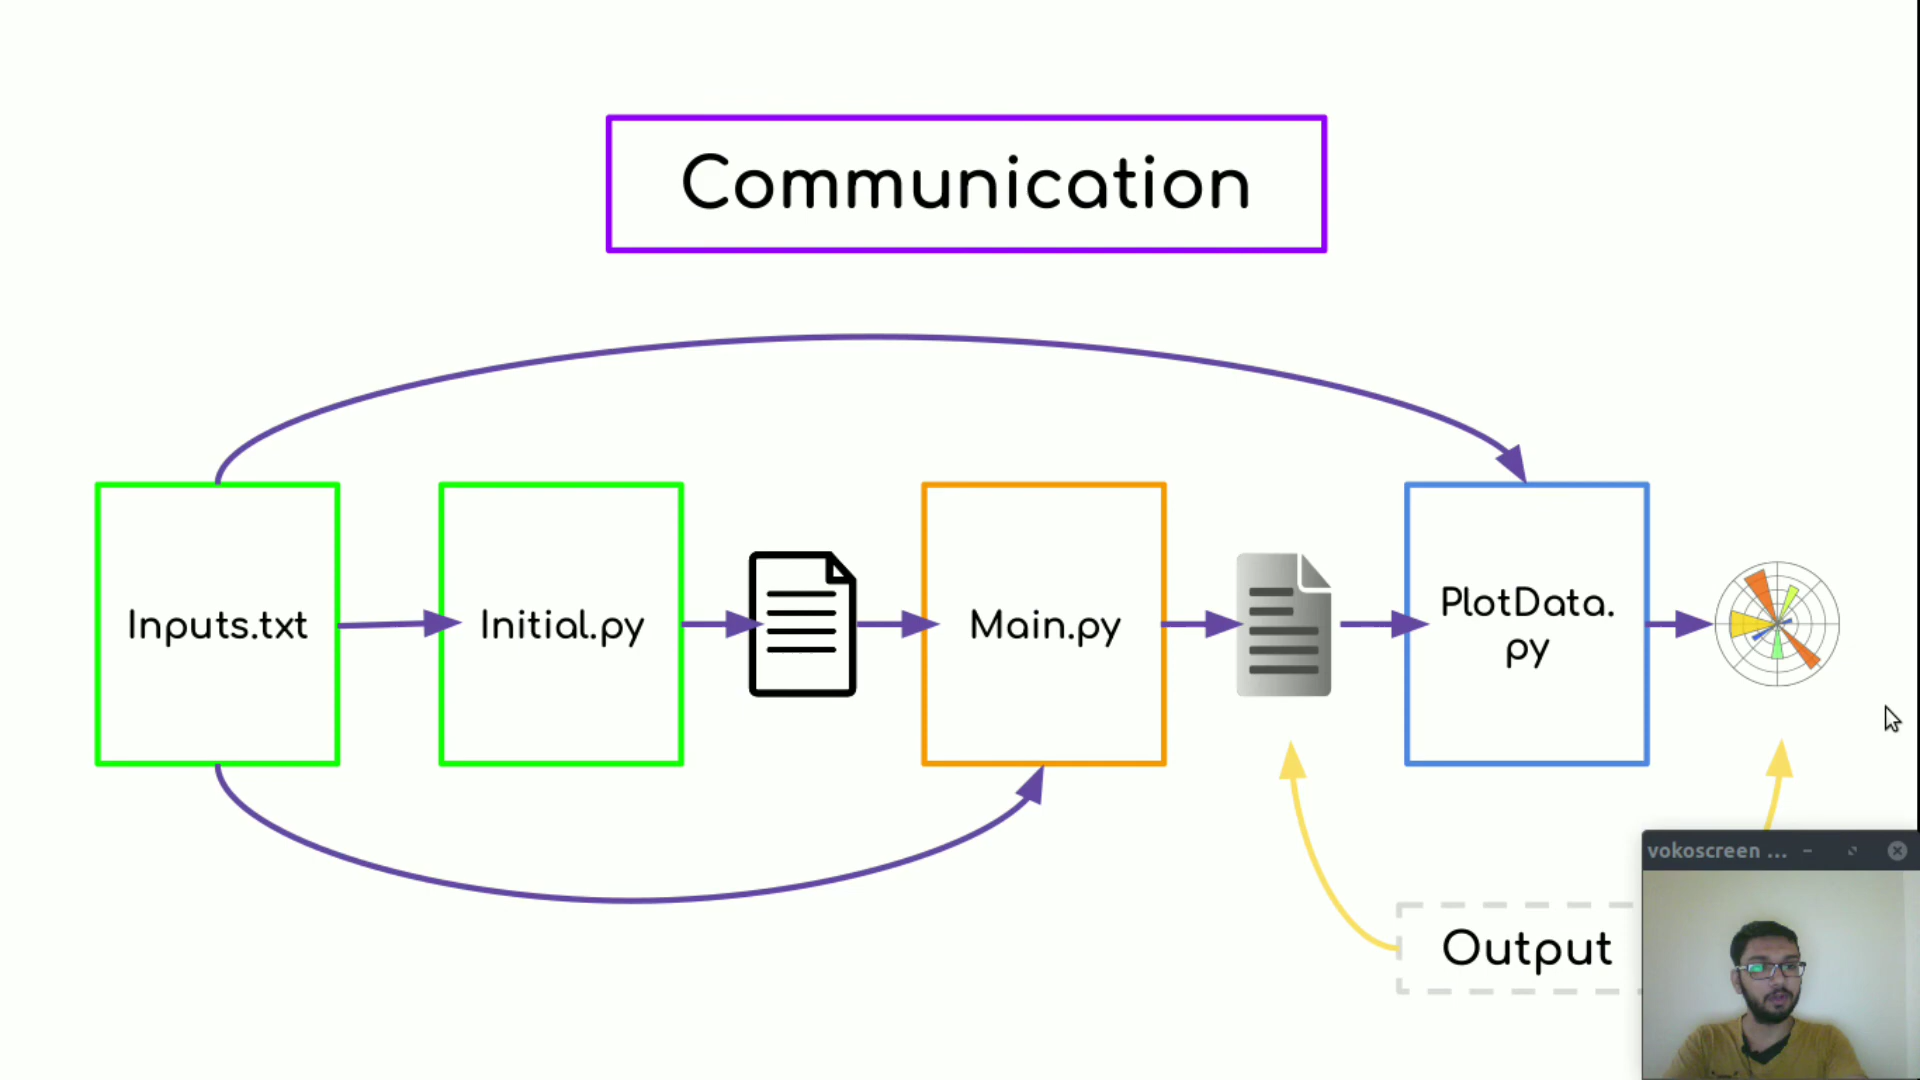 Communication
Inputs.txt
Initial.py
Main.py
PlotData.
py
Output
vokoscreen ...